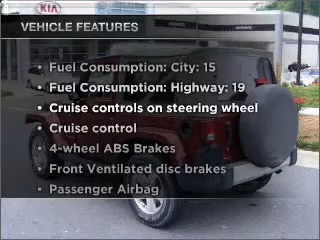 KIA
VEHICLE FEATURES
• Fuel Consumption: City: 15
• Fuel Consumption: Highway: 19
• Cruise controls on steering wheel
• Cruise control
• 4-wheel ABS Brakes
• Front Ventilated disc brakes
• Passenger Airbag